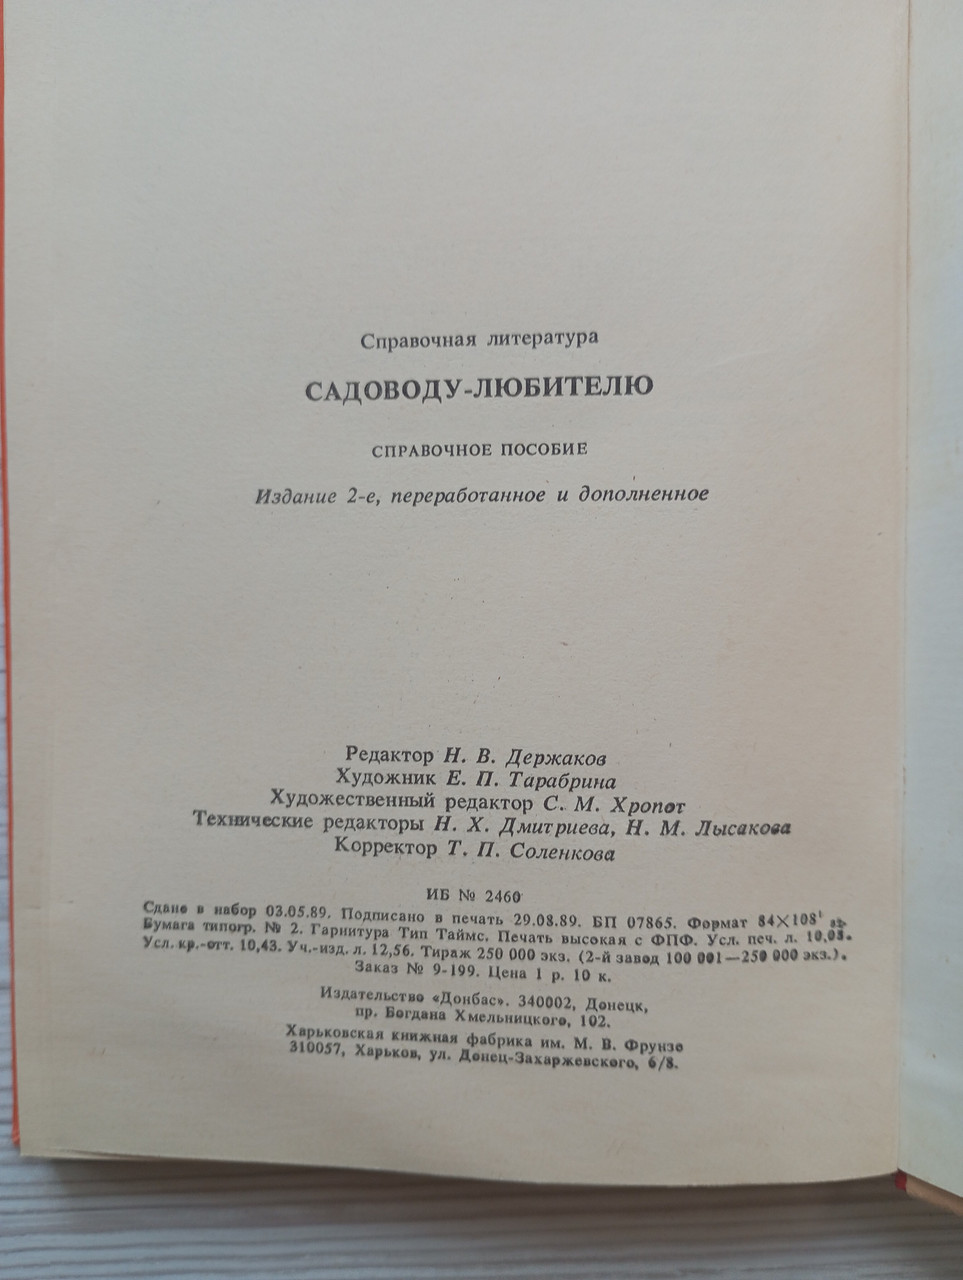 Справочная литература
САДОВОДУ-ЛЮБИТЕЛЮ
СПРАВОЧНОЕ ПОСОБИЕ
Издание 2-е, переработанное и дополненное
Редактор Н. В. Держаков
Художник Е. П. Тарабрина
Художественный редактор С. М. Хропот
Технические редакторы Н. Х. Дмитриева, Н. М. Лысакова
Корректор Т. П. Соленкова
ИБ № 2460
Сдано в набор 03.05.89. Подписано в печать 29.08.89. БП 07865. Формат 84×108¹/₃₂.
Бумага типогр. № 2. Гарнитура Тип Таймс. Печать высокая с ФПФ. Усл. печ. л. 10,08.
Усл. кр.-отт. 10,43. Уч.-изд. л. 12,56. Тираж 250 000 экз. (2-й завод 100 001—250 000 экз.).
Заказ № 9-199. Цена 1 р. 10 к.
Издательство «Донбас». 340002, Донецк,
пр. Богдана Хмельницкого, 102.
Харьковская книжная фабрика им. М. В. Фрунзе
310057, Харьков, ул. Донец-Захаржевского, 6/8.